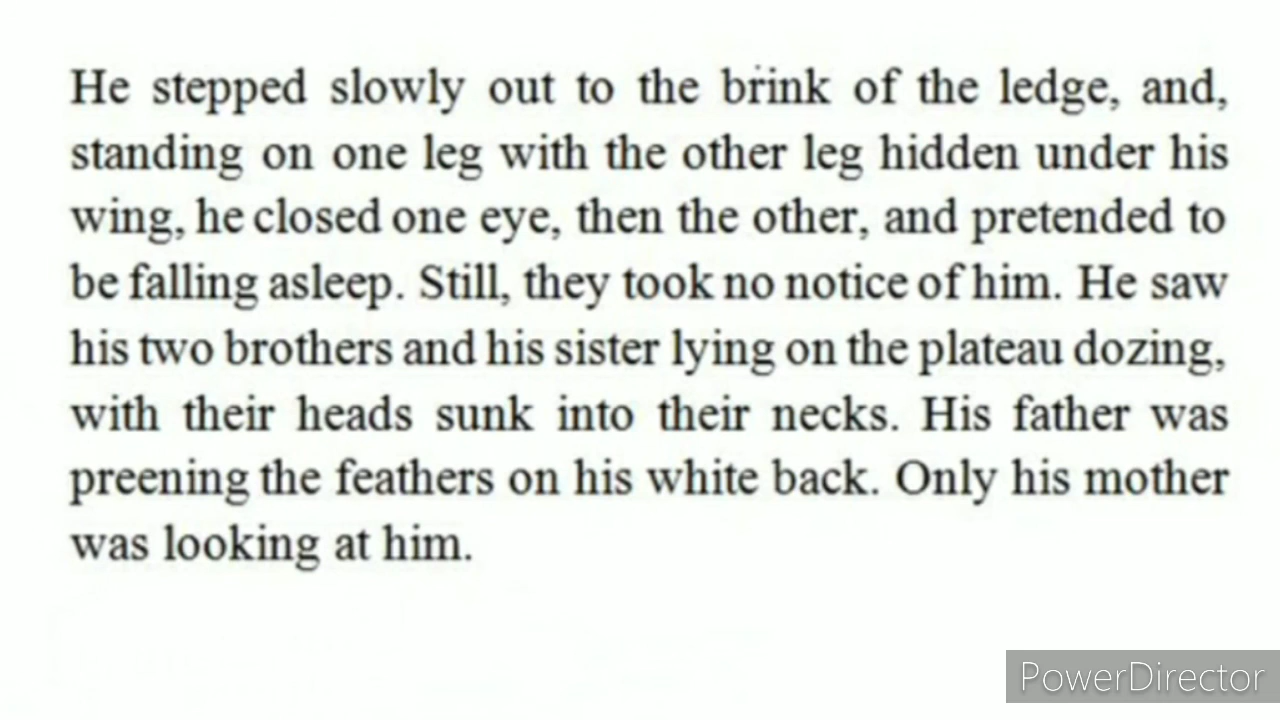 He stepped slowly out to the brink of the ledge, and,
standing on one leg with the other leg hidden under his
wing, he closed one eye, then the other, and pretended to
be falling asleep. Still, they took no notice of him. He saw
his two brothers and his sister lying on the plateau dozing,
with their heads sunk into their necks. His father was
preening the feathers on his white back. Only his mother
was looking at him.
PowerDirector